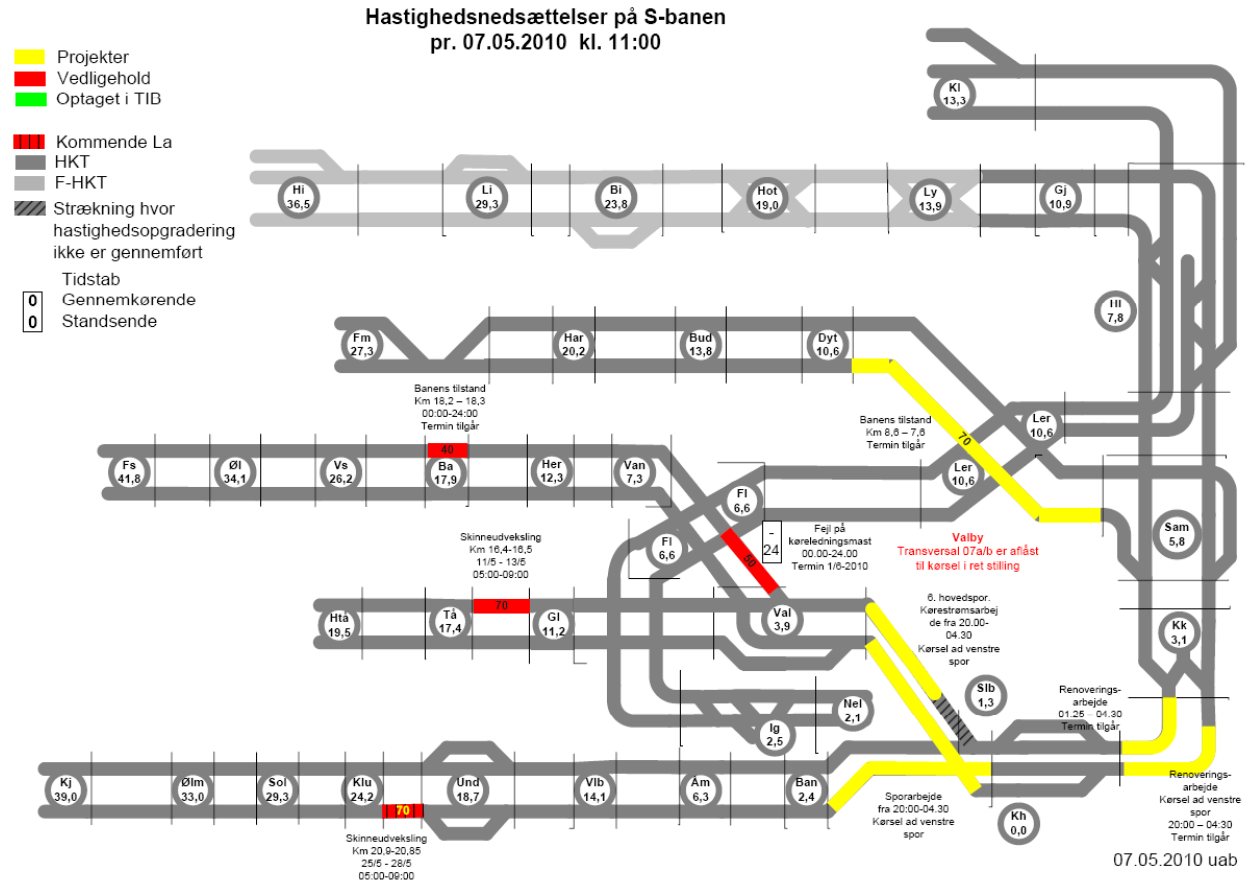 Hastighedsnedsættelser på S-banen
pr. 07.05.2010 kl. 11:00
Projekter
Vedligehold
Optaget i TIB
Kommende La
HKT
F-HKT
Strækning hvor
hastighedsopgradering
ikke er gennemført
Tidstab
0 Gennemkørende
0 Standsende
Kl
13,3
Hi
36,5
Li
29,3
Bi
23,8
Hot
19,0
Ly
13,9
Gj
10,9
Hl
7,8
Fm
27,3
Har
20,2
Bud
13,8
Dyt
10,6
Banens tilstand
Km 18,2 – 18,3
00:00-24:00
Termin tilgår
Banens tilstand
Km 8,6 – 7,6
Termin tilgår
70
Ler
10,6
Ler
10,6
40
Fs
41,8
Øl
34,1
Vs
26,2
Ba
17,9
Her
12,3
Van
7,3
Fl
6,6
Fl
6,6
50
-
24
Fejl på
køreledningsmast
00.00-24.00
Termin 1/6-2010
Valby
Transversal 07a/b er aflåst
til kørsel i ret stilling
Sam
5,8
Skinneudveksling
Km 16,4-16,5
11/5 - 13/5
05:00-09:00
70
Hta
19,5
Tå
17,4
Gl
11,2
Val
3,9
6. hovedspor.
Kørestrømsarbej
de fra 20.00-
04.30
Kørsel ad venstre
spor
Kk
3,1
Slb
1,3
Nel
2,1
Ig
2,5
Renoverings-
arbejde
01.25 – 04.30
Termin tilgår
Kj
39,0
Ølm
33,0
Sol
29,3
Klu
24,2
Und
18,7
Vlb
14,1
Åm
6,3
Ban
2,4
70
Skinneudveksling
Km 20,9-20,85
25/5 - 28/5
05:00-09:00
Sporarbejde
fra 20:00-04.30
Kørsel ad venstre
spor
Kh
0,0
Renoverings-
arbejde
Kørsel ad venstre
spor
20:00 – 04:30
Termin tilgår
07.05.2010 uab